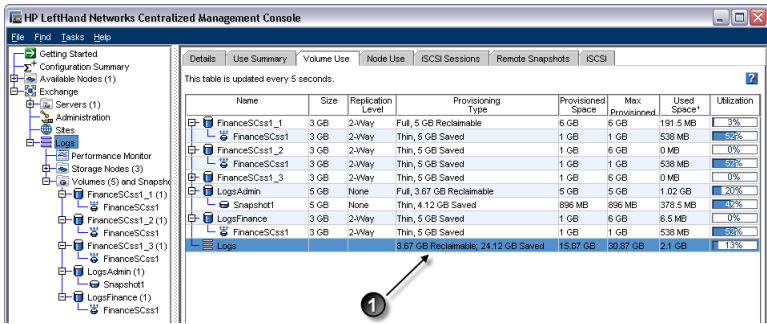 HP LeftHand Networks Centralized Management Console
File Find Tasks Help
Getting Started
Configuration Summary
Available Nodes (1)
Exchange
Servers (1)
Administration
Sites
Logs
Performance Monitor
Storage Nodes (3)
Volumes (5) and Snapsho
FinanceSCss1_1 (1)
FinanceSCss1
FinanceSCss1_2 (1)
FinanceSCss1
FinanceSCss1_3 (1)
FinanceSCss1
LogsAdmin (1)
Snapshot1
LogsFinance (1)
FinanceSCss1
Details Use Summary Volume Use Node Use iSCSI Sessions Remote Snapshots iSCSI
This table is updated every 5 seconds.
?
Name Size Replication Level Provisioning Type Provisioned Space Max Provisioned Used Space* Utilization
FinanceSCss1_1 3 GB 2-Way Full, 5 GB Reclaimable 6 GB 6 GB 191.5 MB 3%
FinanceSCss1 3 GB 2-Way Thin, 5 GB Saved 1 GB 1 GB 538 MB 52%
FinanceSCss1_2 3 GB 2-Way Thin, 5 GB Saved 1 GB 6 GB 0 MB 0%
FinanceSCss1 3 GB 2-Way Thin, 5 GB Saved 1 GB 1 GB 538 MB 52%
FinanceSCss1_3 3 GB 2-Way Thin, 5 GB Saved 1 GB 6 GB 0 MB 0%
LogsAdmin 5 GB None Full, 3.67 GB Reclaimable 5 GB 5 GB 1.02 GB 20%
Snapshot1 5 GB None Thin, 4.12 GB Saved 896 MB 896 MB 378.5 MB 42%
LogsFinance 3 GB 2-Way Thin, 5 GB Saved 1 GB 6 GB 6.5 MB 0%
FinanceSCss1 3 GB 2-Way Thin, 5 GB Saved 1 GB 1 GB 538 MB 52%
Logs 8.67 GB Reclaimable; 24.12 GB Saved 15.87 GB 30.87 GB 2.1 GB 13%
1